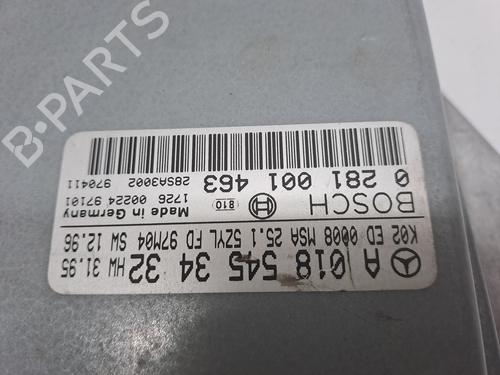 A 018 545 34 32 HW 31.95
K02 ED 0008 MSA 25.1 5ZYL FD 97M04 SW 12.96
BOSCH
810
Made in Germany
0 281 001 463
1726 00224 97101
28SA3002
970411
B-PARTS